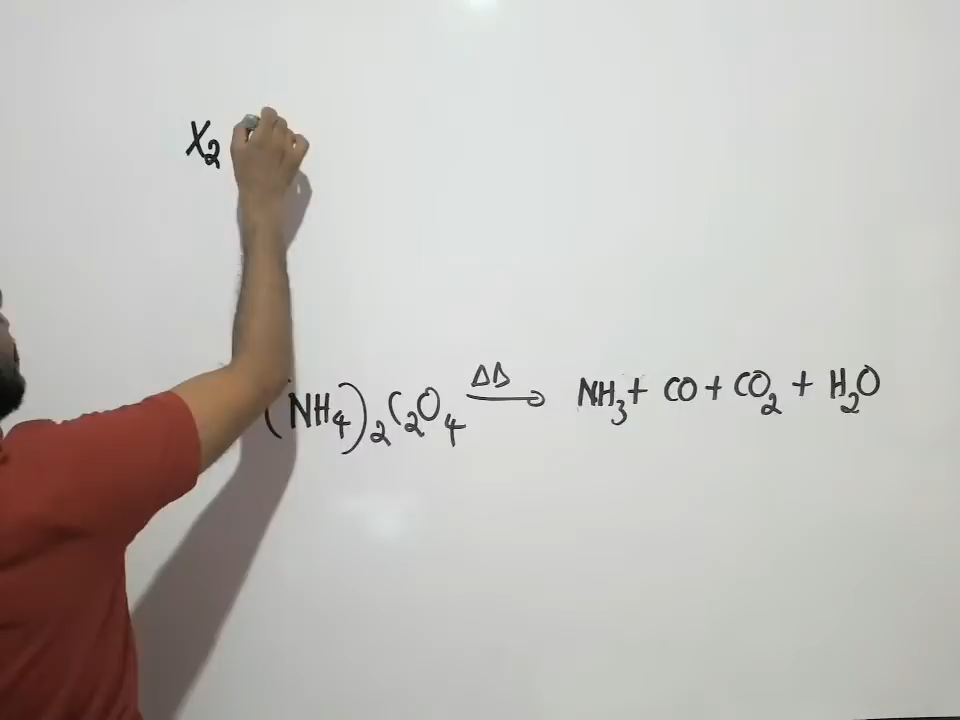 X₂
(NH₄)₂C₂O₄ ΔΔ→ NH₃ + CO + CO₂ + H₂O